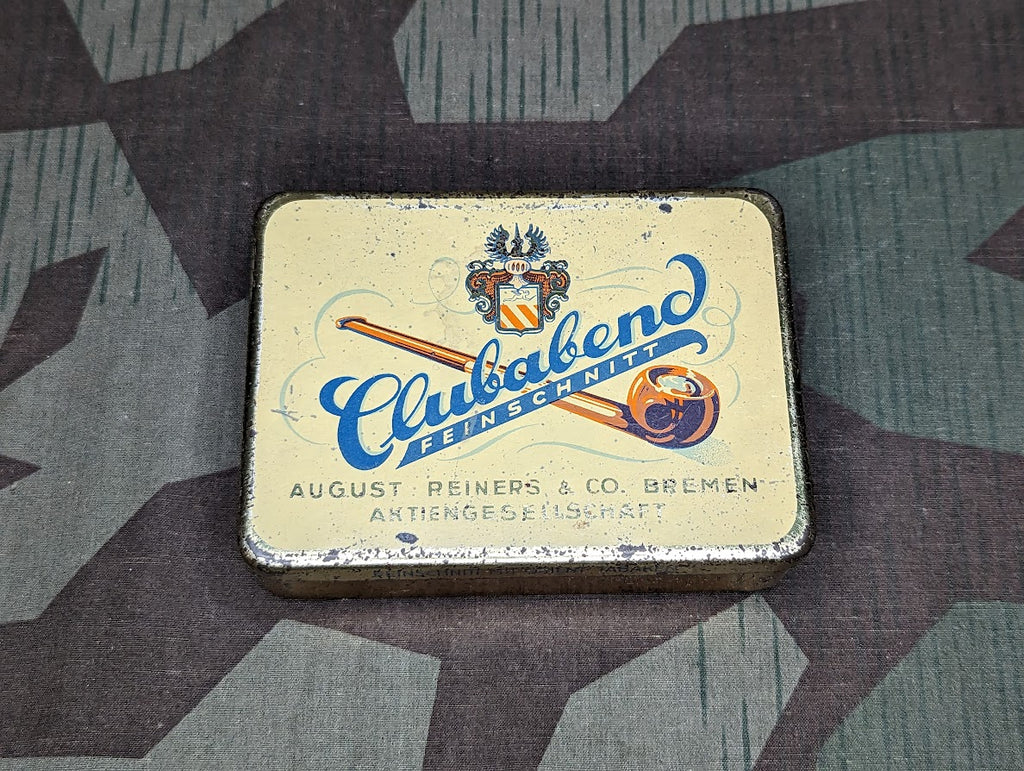 Clubabend
FEINSCHNITT
AUGUST REINERS & CO. BREMEN
AKTIENGESELLSCHAFT